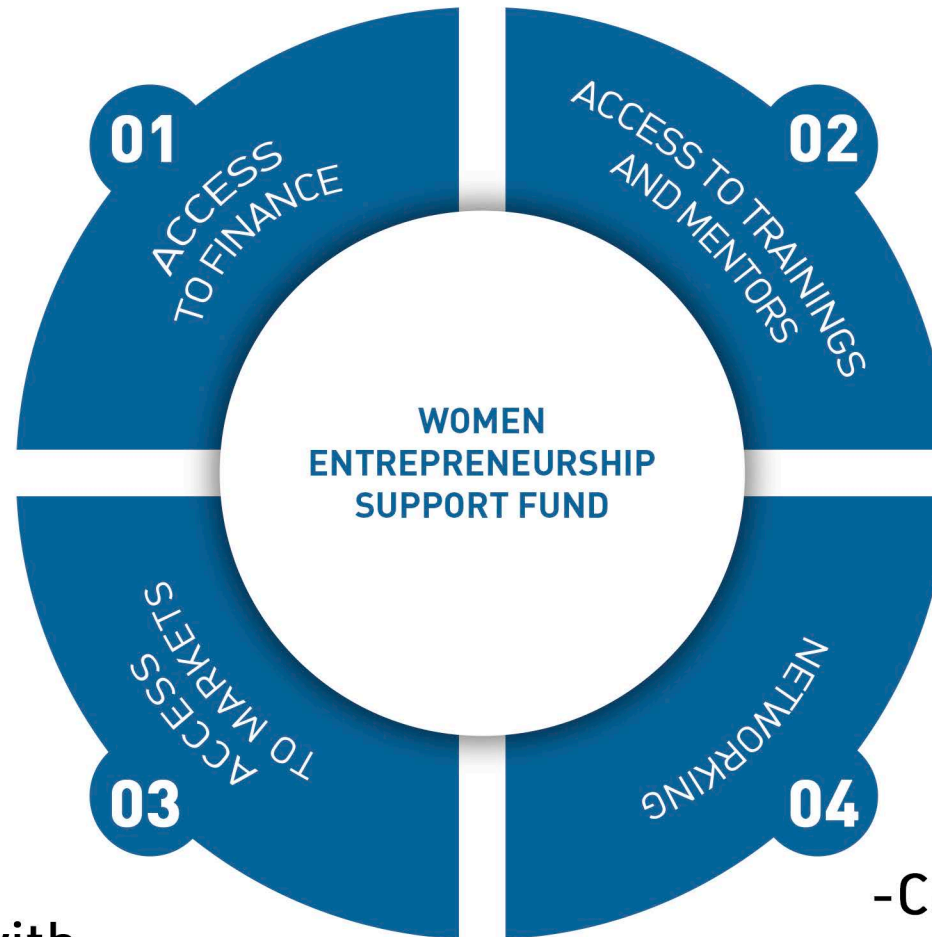 01
ACCESS
TO FINANCE
02
ACCESS TO TRAININGS
AND MENTORS
WOMEN
ENTREPRENEURSHIP
SUPPORT FUND
03
ACCESS
TO MARKETS
04
NETWORKING
-C